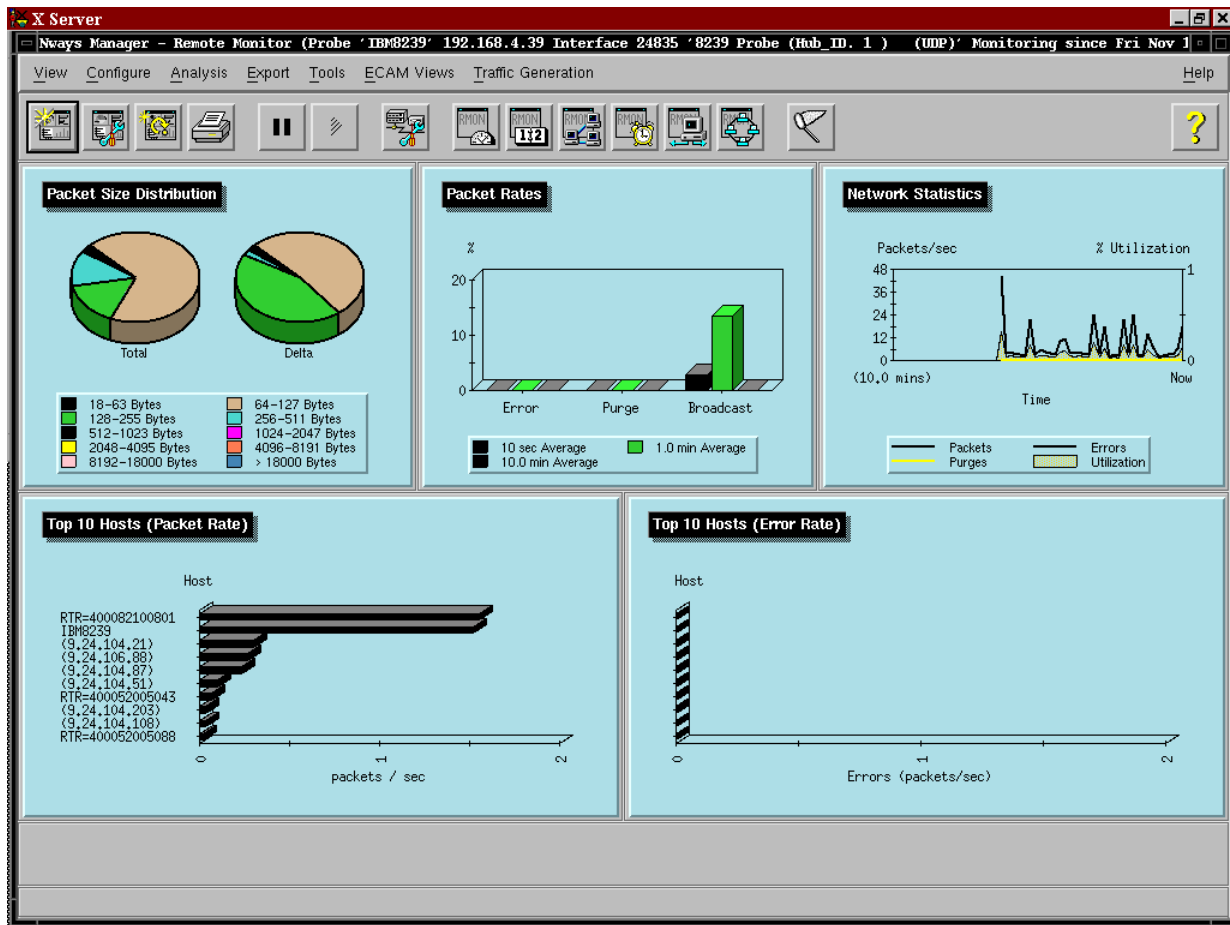 X Server
Nways Manager - Remote Monitor (Probe 'IBM8239' 192.168.4.39 Interface 24835 '8239 Probe (Hub_ID. 1 ) (UDP)' Monitoring since Fri Nov 1
View Configure Analysis Export Tools ECAM Views Traffic Generation Help
RMON RMON RMON RMON RMON RMON
1 2
?
Packet Size Distribution
Total Delta
18-63 Bytes 64-127 Bytes
128-255 Bytes 256-511 Bytes
512-1023 Bytes 1024-2047 Bytes
2048-4095 Bytes 4096-8191 Bytes
8192-18000 Bytes > 18000 Bytes
Packet Rates
%
20
10
0
Error Purge Broadcast
10 sec Average 1.0 min Average
10.0 min Average
Network Statistics
Packets/sec % Utilization
48 1
36
24
12
0 0
(10.0 mins) Now
Time
Packets Errors
Purges Utilization
Top 10 Hosts (Packet Rate)
Host
RTR=400082100801
IBM8239
(9.24.104.21)
(9.24.106.88)
(9.24.104.87)
(9.24.104.51)
RTR=400052005043
(9.24.104.203)
(9.24.104.108)
RTR=400052005088
0 1 2
packets / sec
Top 10 Hosts (Error Rate)
Host
0 1 2
Errors (packets/sec)